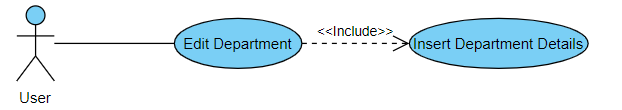 <<Include>>
Edit Department
Insert Department Details
User